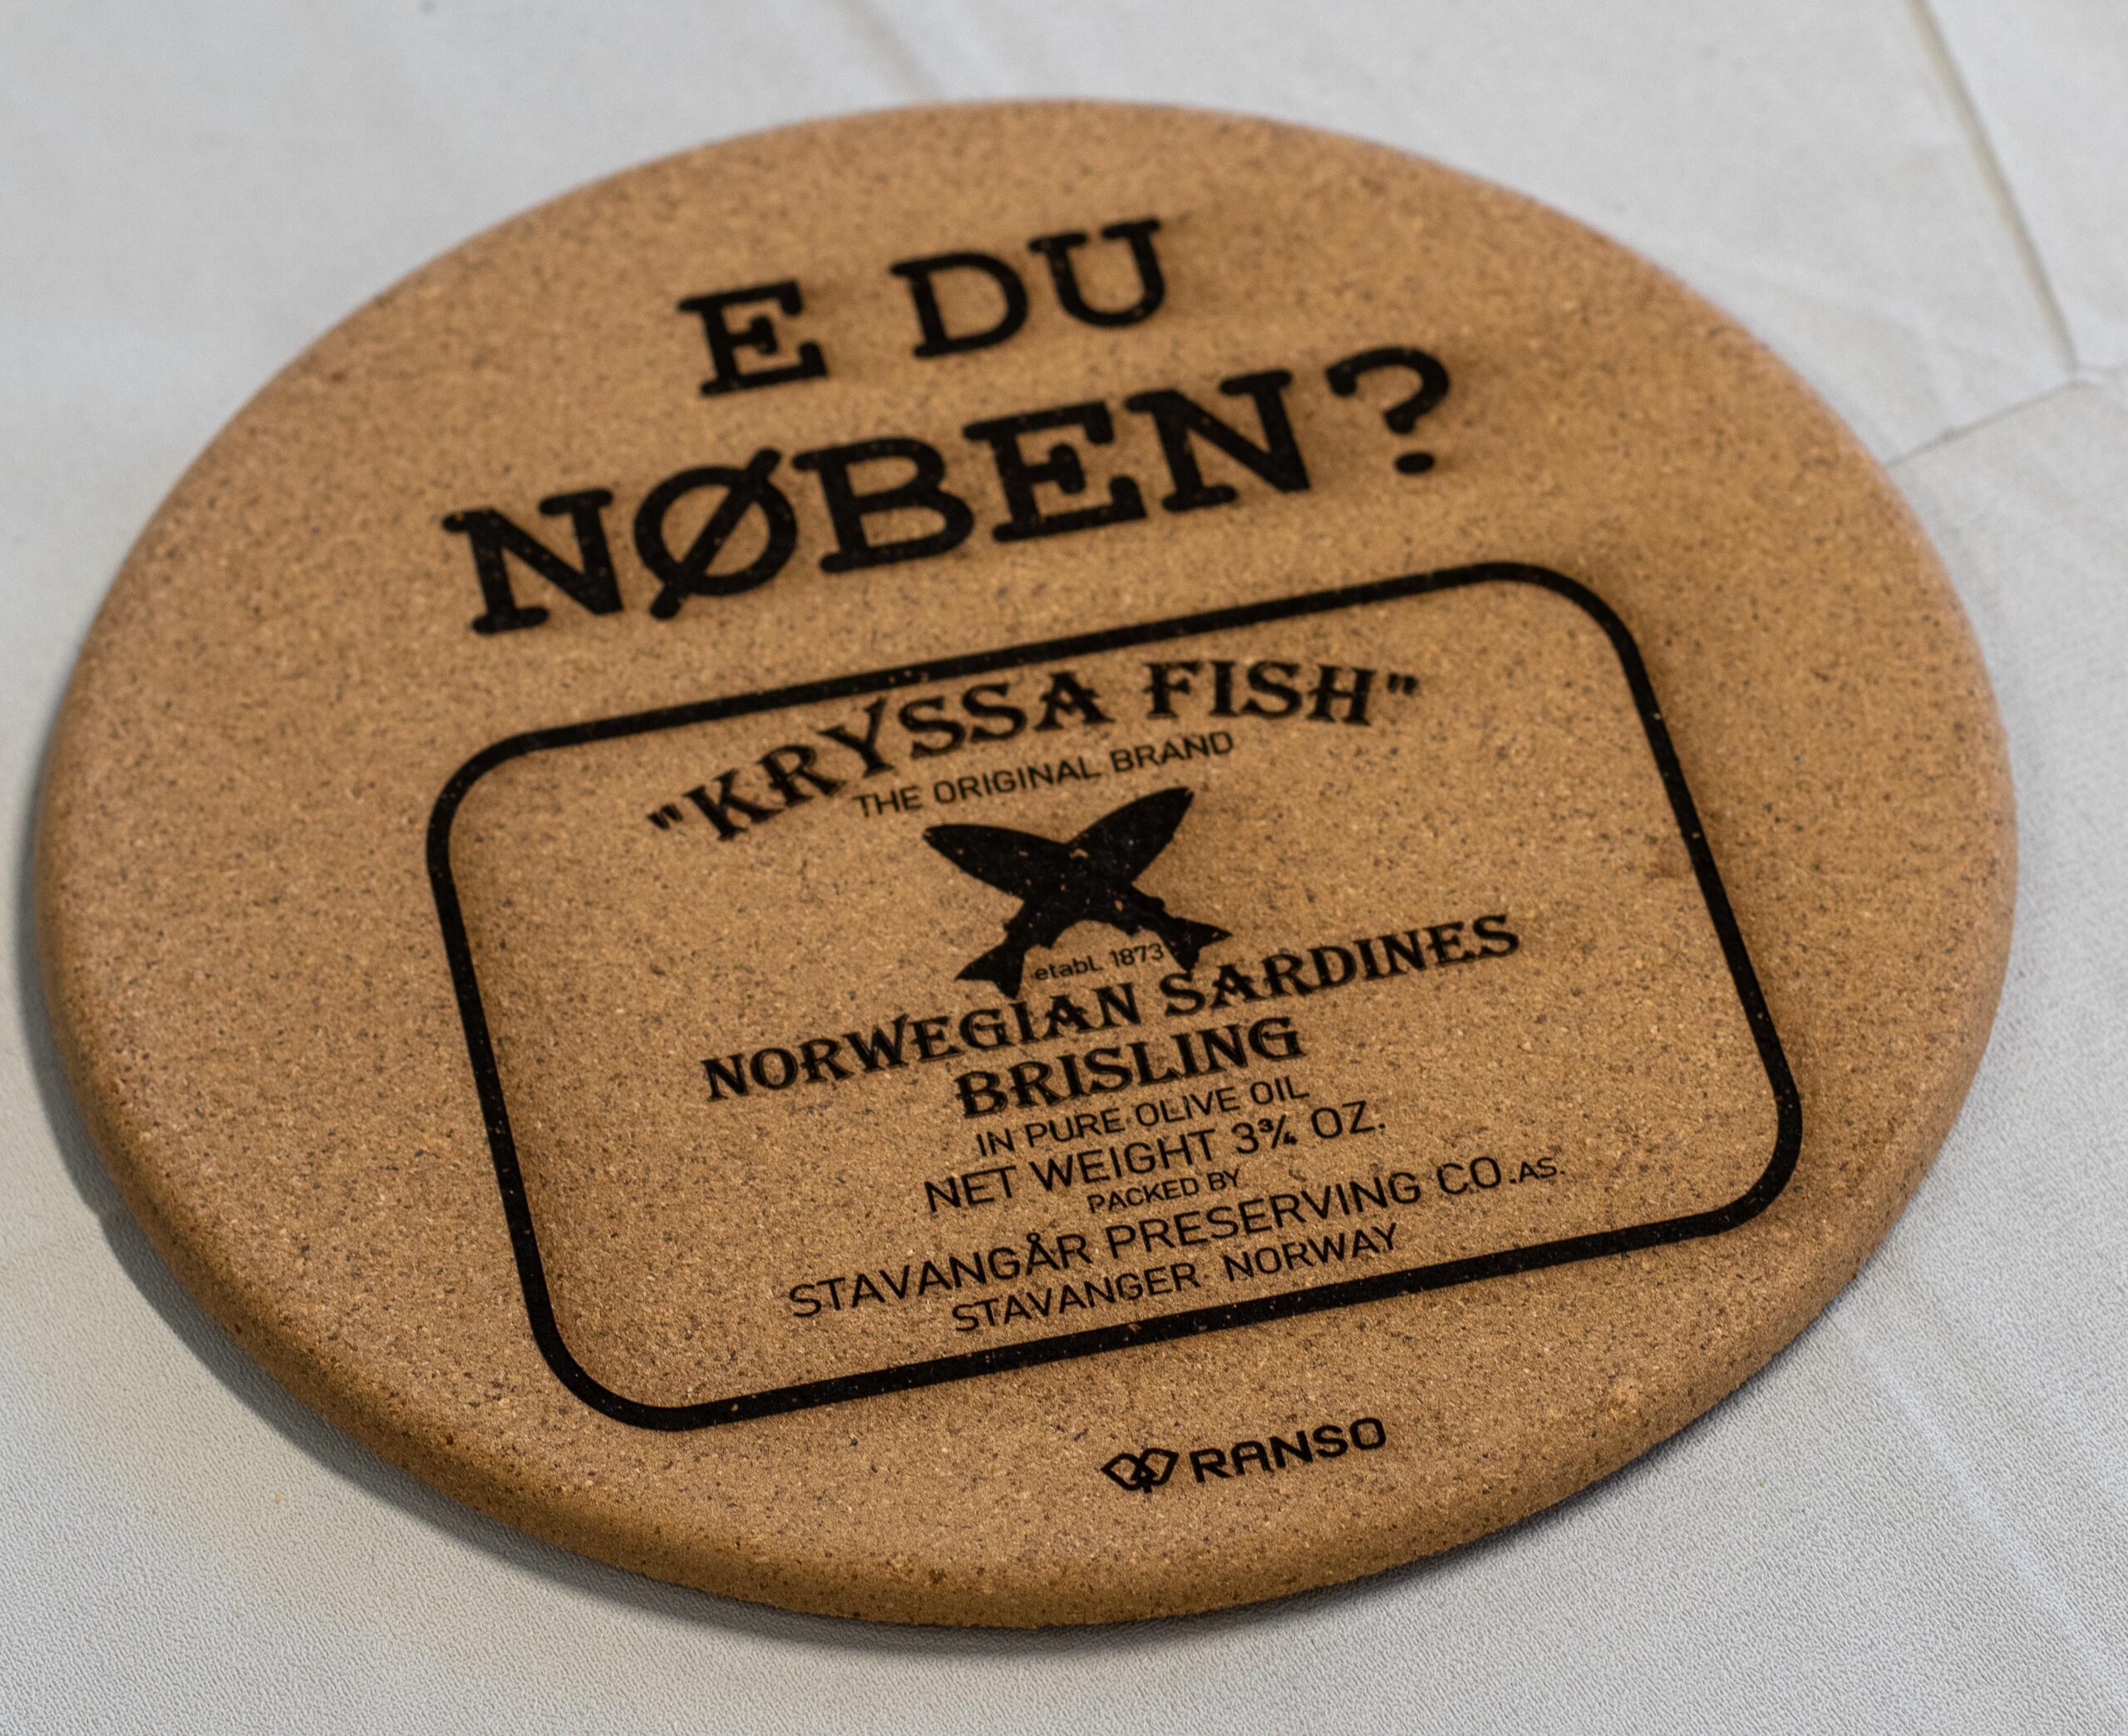 E DU
NØBEN?
"KRYSSA FISH"
THE ORIGINAL BRAND
etabl. 1873
NORWEGIAN SARDINES
BRISLING
IN PURE OLIVE OIL
NET WEIGHT 3¾ OZ.
PACKED BY
STAVANGÅR PRESERVING CO.AS.
STAVANGER NORWAY
RANSO